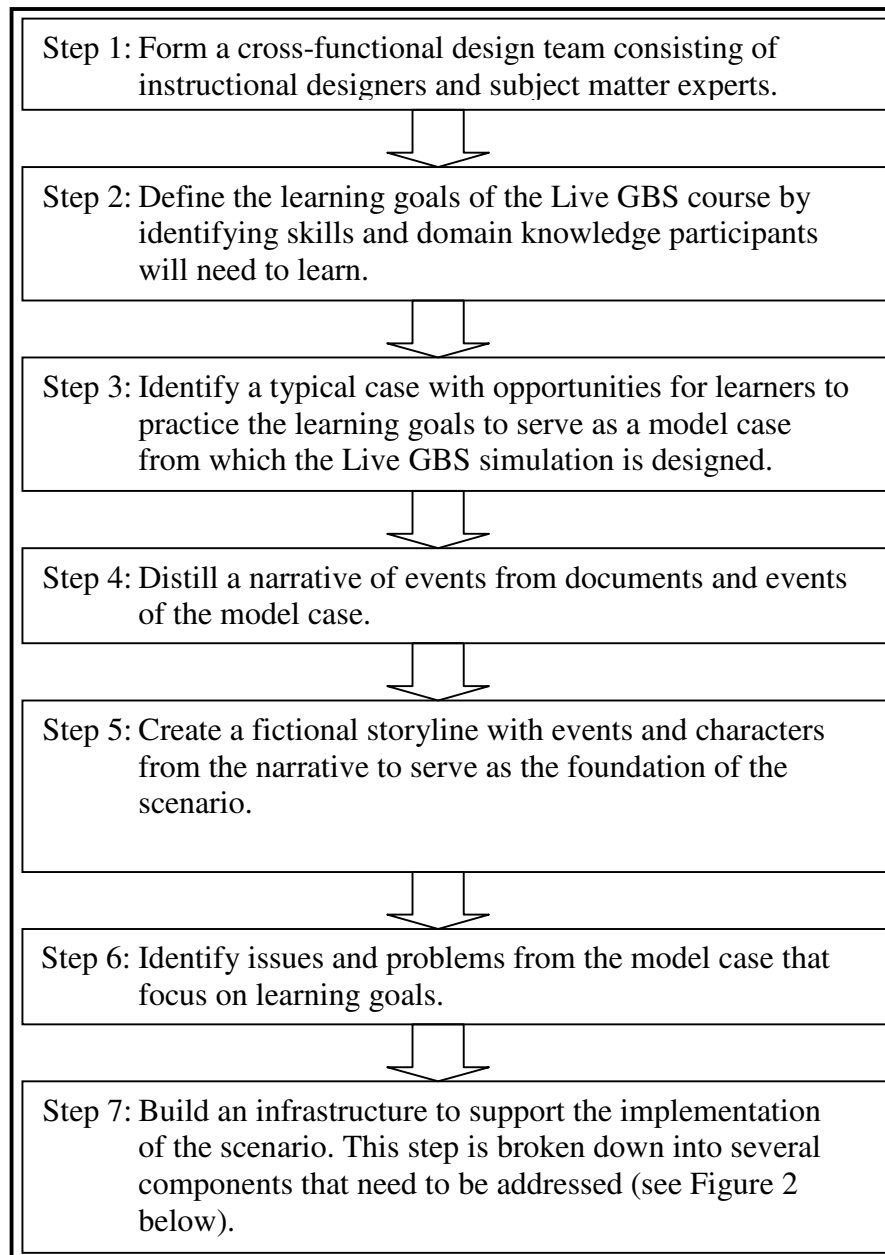 Step 1: Form a cross-functional design team consisting of
instructional designers and subject matter experts.
Step 2: Define the learning goals of the Live GBS course by
identifying skills and domain knowledge participants
will need to learn.
Step 3: Identify a typical case with opportunities for learners to
practice the learning goals to serve as a model case
from which the Live GBS simulation is designed.
Step 4: Distill a narrative of events from documents and events
of the model case.
Step 5: Create a fictional storyline with events and characters
from the narrative to serve as the foundation of the
scenario.
Step 6: Identify issues and problems from the model case that
focus on learning goals.
Step 7: Build an infrastructure to support the implementation
of the scenario. This step is broken down into several
components that need to be addressed (see Figure 2
below).